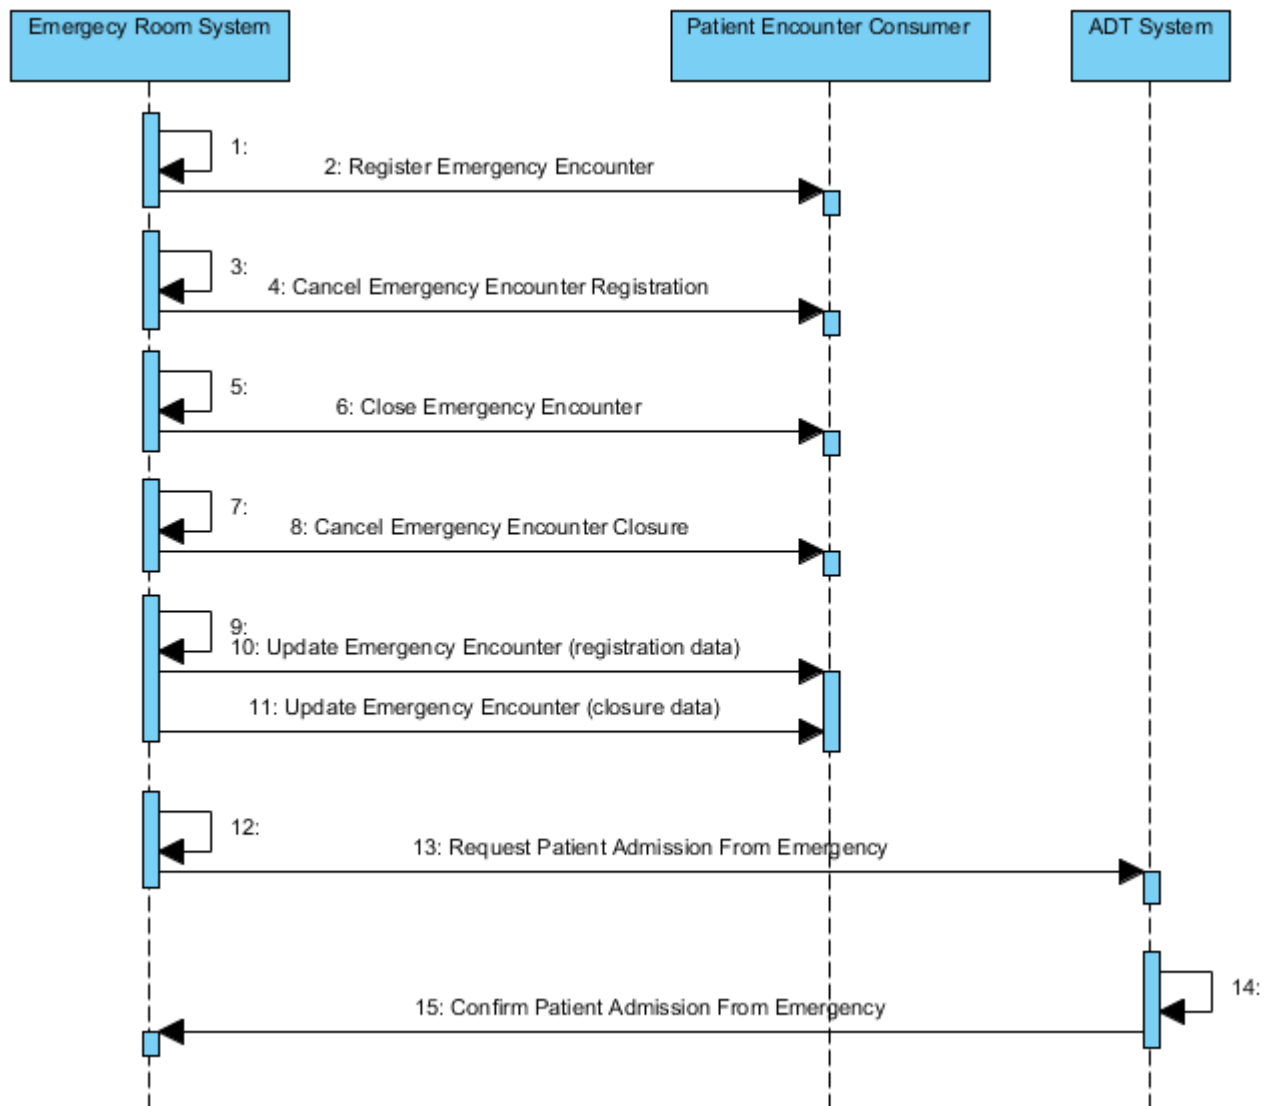 Emergecy Room System
Patient Encounter Consumer
ADT System
1:
2: Register Emergency Encounter
3:
4: Cancel Emergency Encounter Registration
5:
6: Close Emergency Encounter
7:
8: Cancel Emergency Encounter Closure
9:
10: Update Emergency Encounter (registration data)
11: Update Emergency Encounter (closure data)
12:
13: Request Patient Admission From Emergency
14:
15: Confirm Patient Admission From Emergency